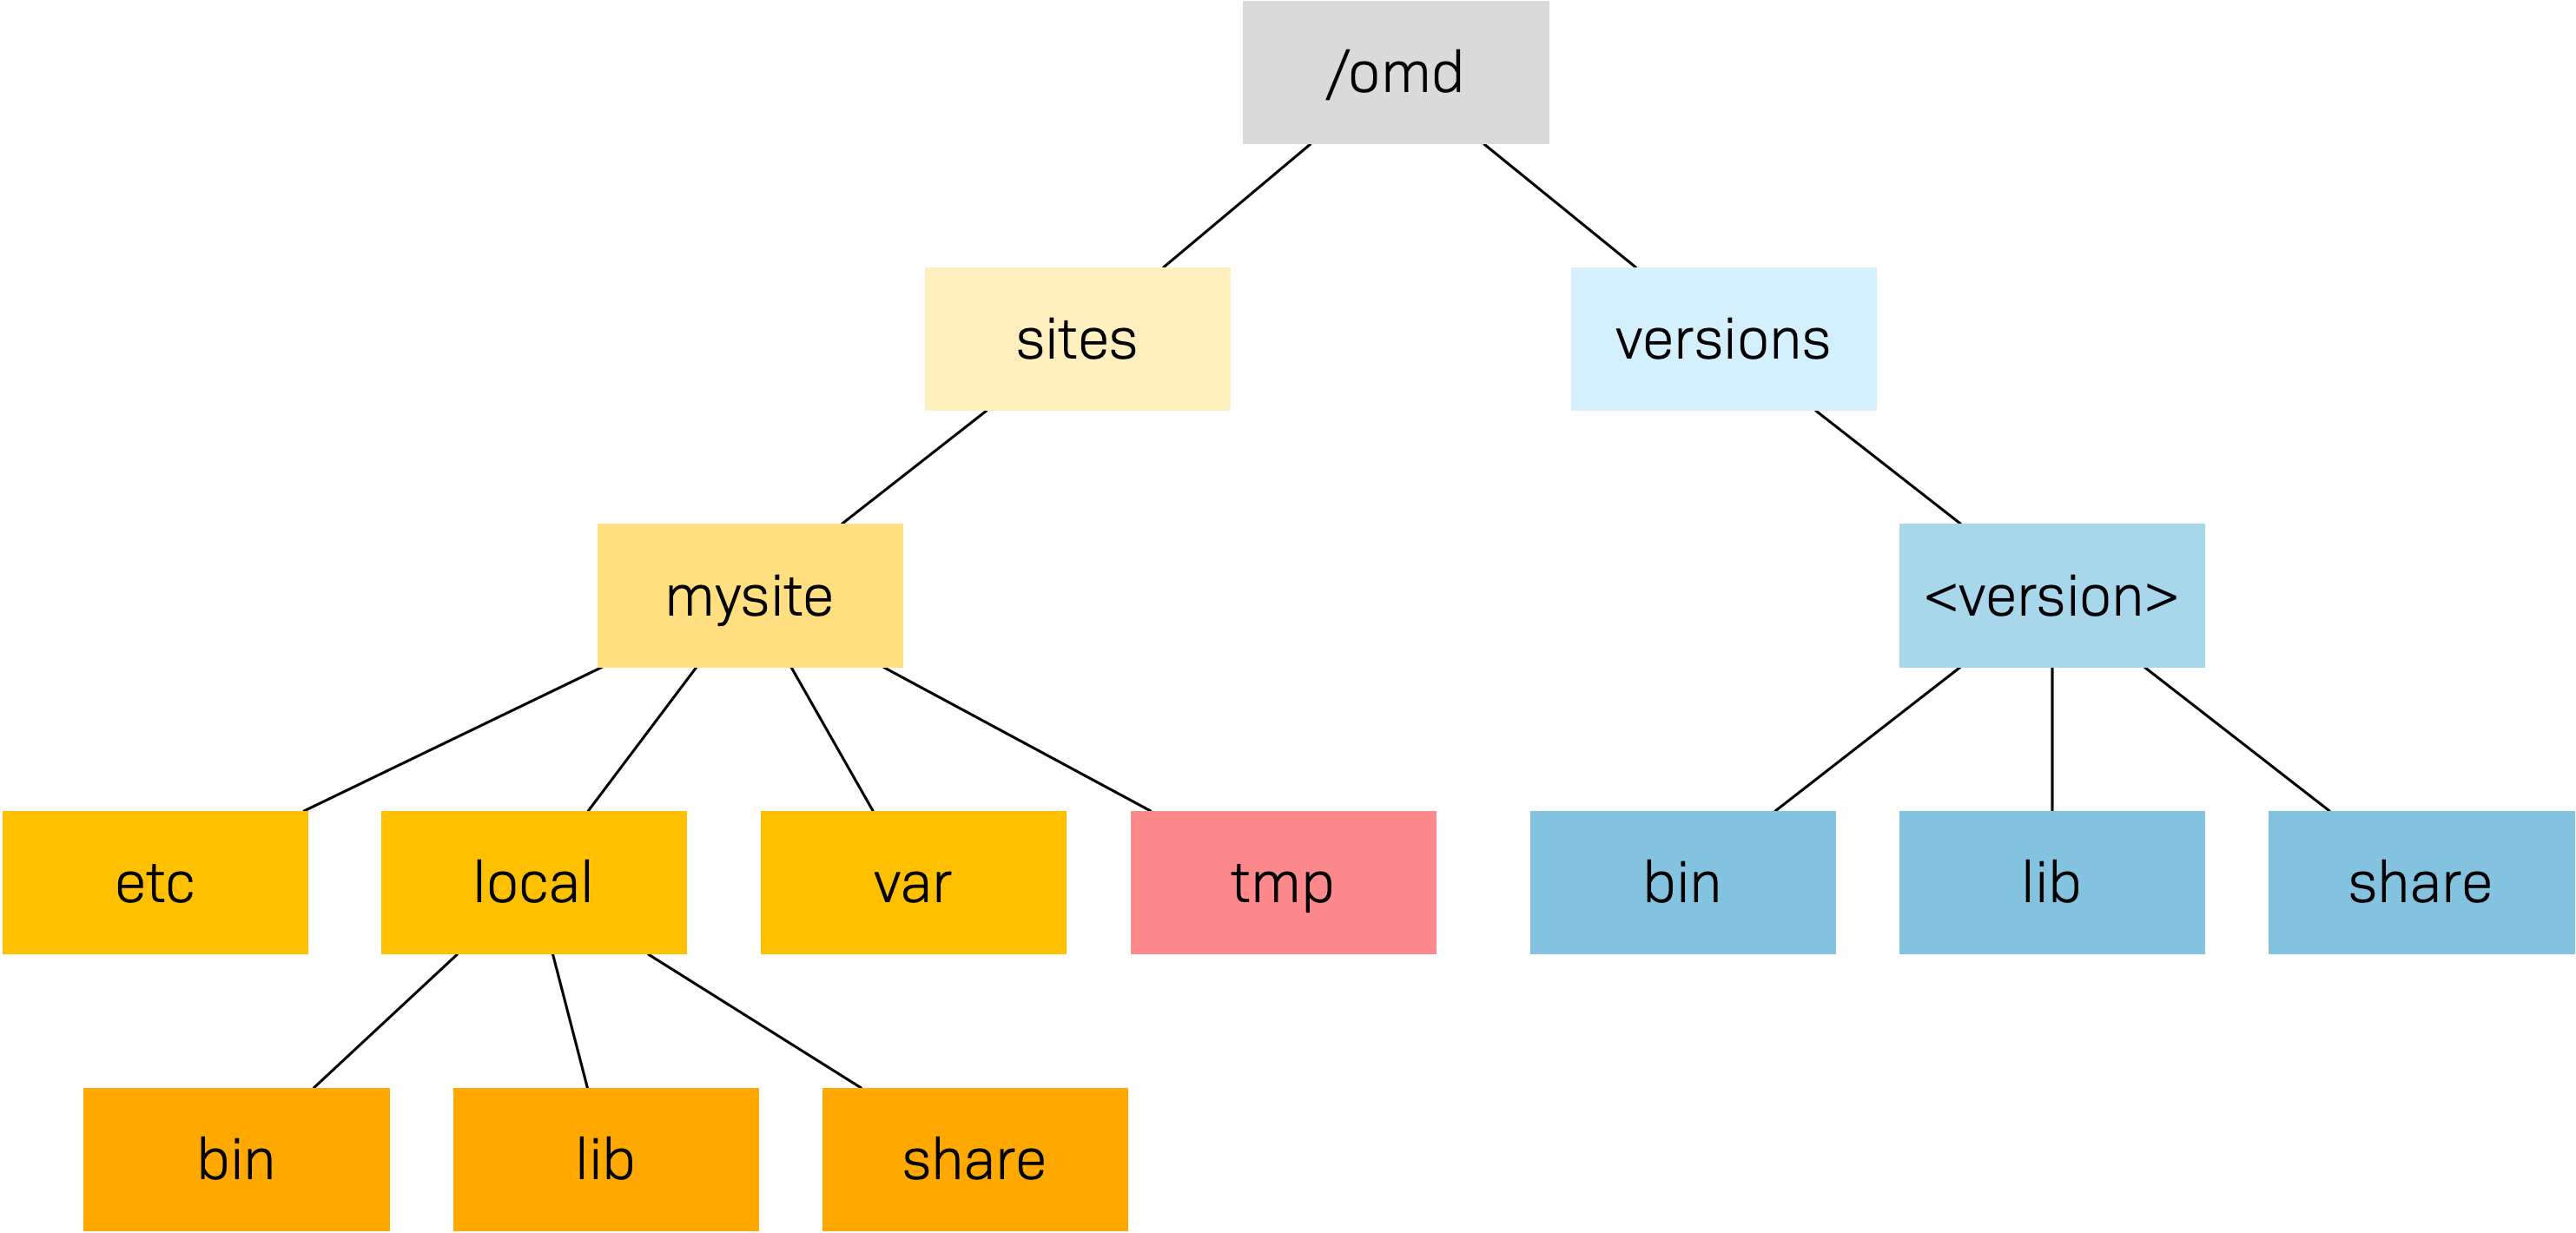 /omd
sites
versions
mysite
<version>
etc
local
var
tmp
bin
lib
share
bin
lib
share